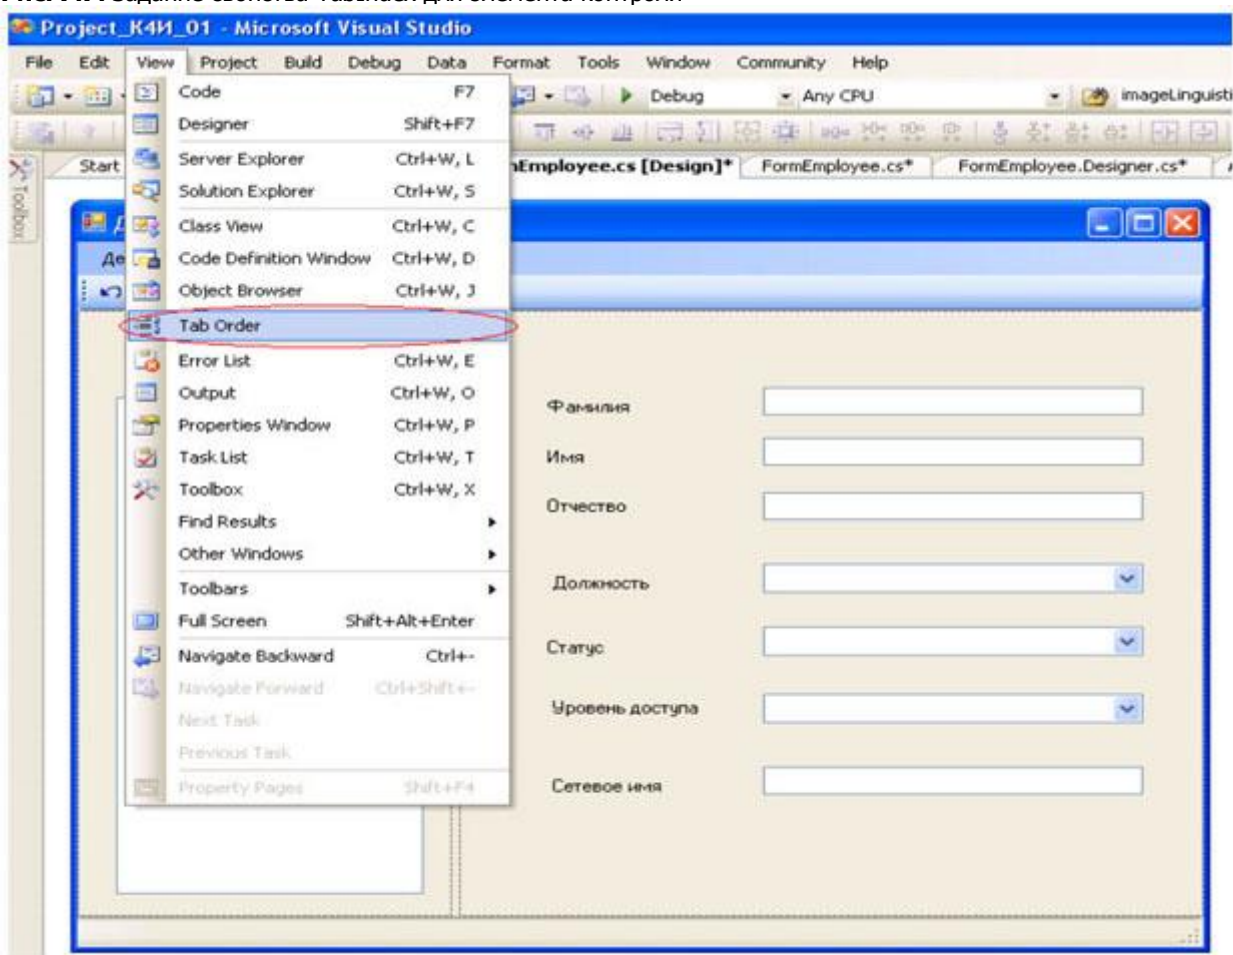 Project_К4И_01 - Microsoft Visual Studio
File Edit View Project Build Debug Data Format Tools Window Community Help
Debug Any CPU imageLinguisti
Start
Employee.cs [Design]* FormEmployee.cs* FormEmployee.Designer.cs*
Toolbox
Code F7
Designer Shift+F7
Server Explorer Ctrl+W, L
Solution Explorer Ctrl+W, S
Class View Ctrl+W, C
Code Definition Window Ctrl+W, D
Object Browser Ctrl+W, J
Tab Order
Error List Ctrl+W, E
Output Ctrl+W, O
Properties Window Ctrl+W, P
Task List Ctrl+W, T
Toolbox Ctrl+W, X
Find Results
Other Windows
Toolbars
Full Screen Shift+Alt+Enter
Navigate Backward Ctrl+-
Navigate Forward Ctrl+Shift+-
Next Task
Previous Task
Property Pages Shift+F4
Де
Фамилия
Имя
Отчество
Должность
Статус
Уровень доступа
Сетевое имя